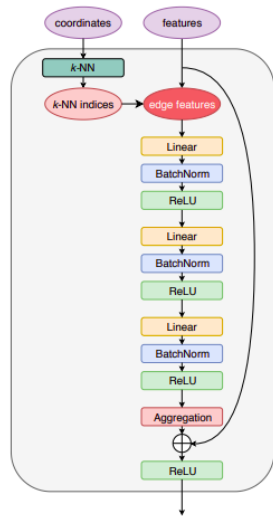 coordinates
features
k-NN
k-NN indices
edge features
Linear
BatchNorm
ReLU
Linear
BatchNorm
ReLU
Linear
BatchNorm
ReLU
Aggregation
ReLU